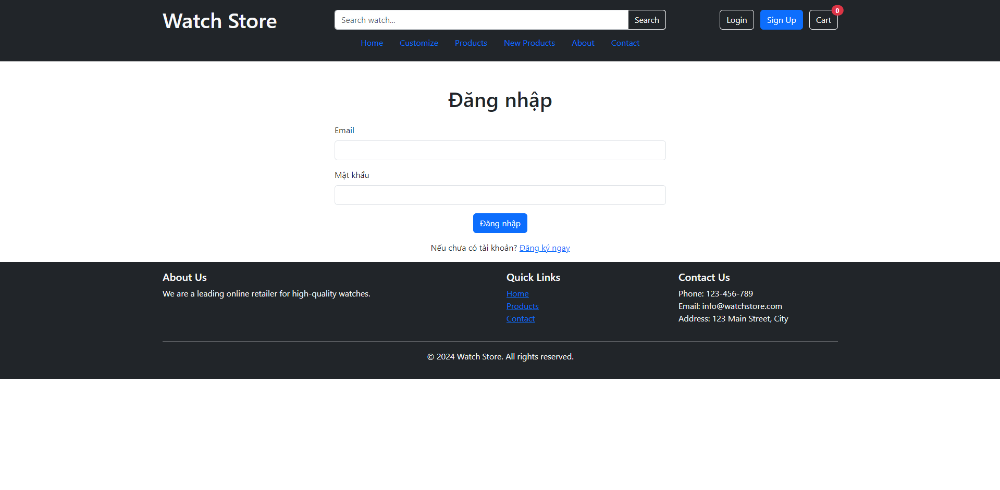 Watch Store
Search watch...
Search
Login
Sign Up
Cart
0
Home Customize Products New Products About Contact
Đăng nhập
Email
Mật khẩu
Đăng nhập
Nếu chưa có tài khoản? Đăng ký ngay
About Us
We are a leading online retailer for high-quality watches.
Quick Links
Home
Products
Contact
Contact Us
Phone: 123-456-789
Email: info@watchstore.com
Address: 123 Main Street, City
© 2024 Watch Store. All rights reserved.